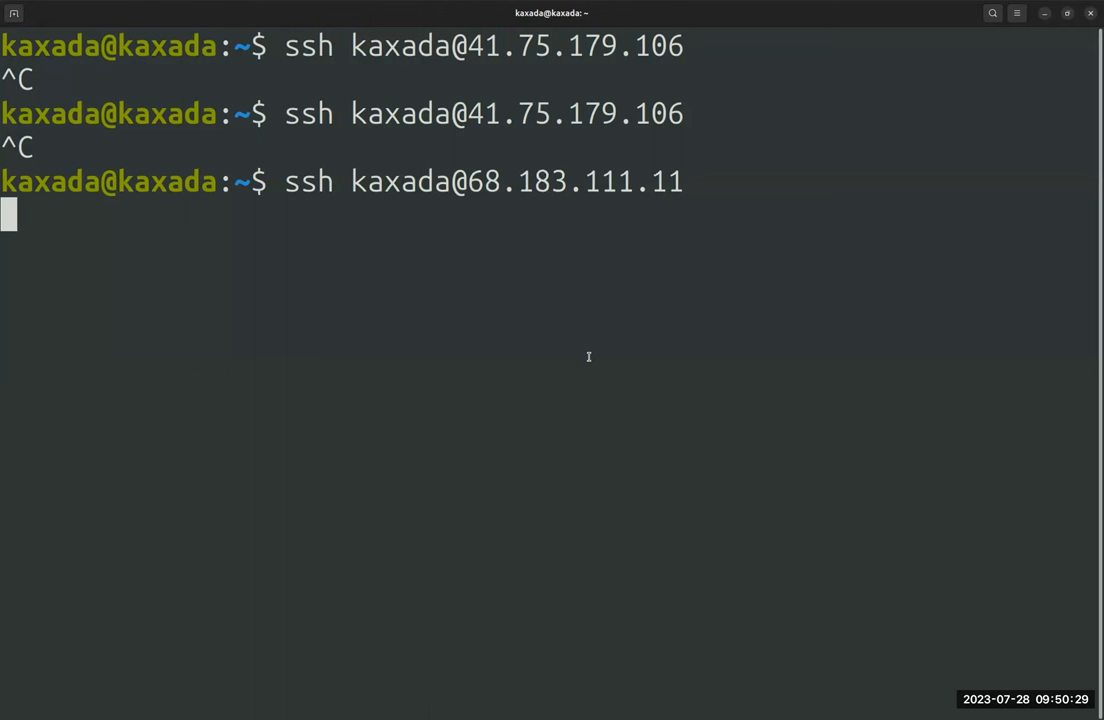 kaxada@kaxada: ~
kaxada@kaxada:~$ ssh kaxada@41.75.179.106
^C
kaxada@kaxada:~$ ssh kaxada@41.75.179.106
^C
kaxada@kaxada:~$ ssh kaxada@68.183.111.11
2023-07-28 09:50:29